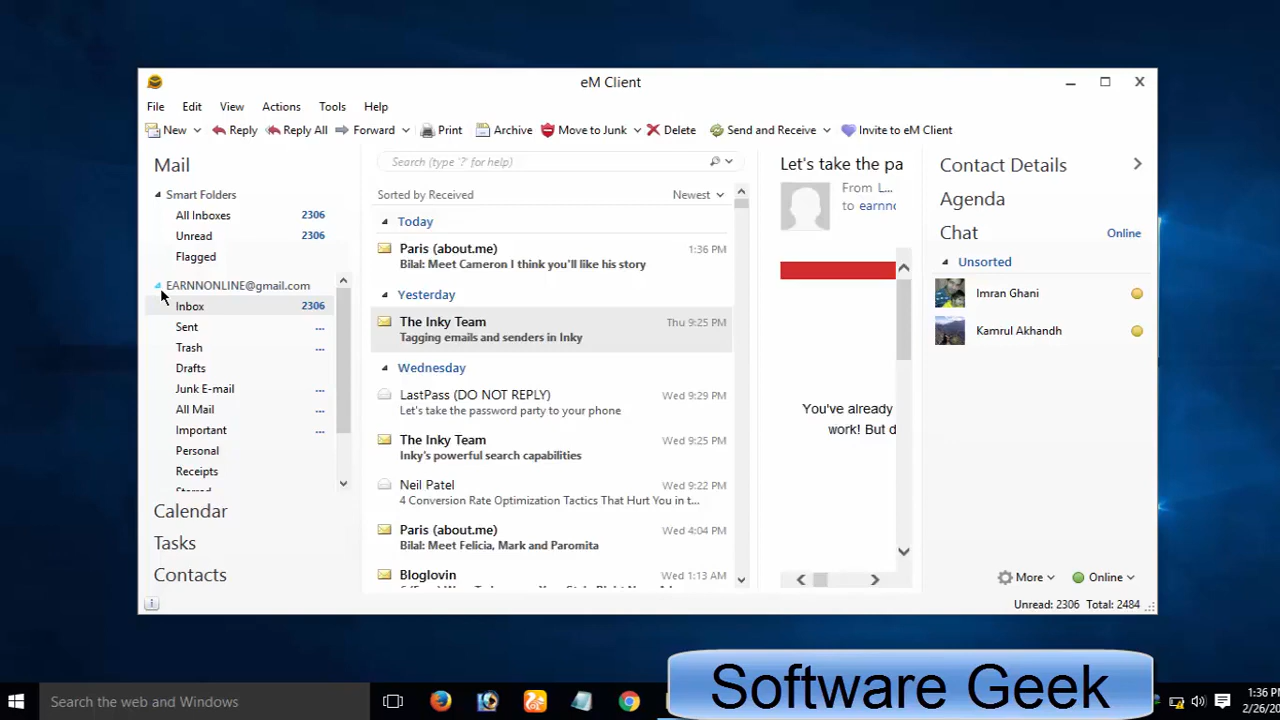 eM Client
File Edit View Actions Tools Help
New Reply Reply All Forward Print Archive Move to Junk Delete Send and Receive Invite to eM Client
Mail
Smart Folders
All Inboxes 2306
Unread 2306
Flagged
EARNNONLINE@gmail.com
Inbox 2306
Sent ...
Trash ...
Drafts
Junk E-mail ...
All Mail ...
Important ...
Personal
Receipts
Calendar
Tasks
Contacts
Search (type '?' for help)
Sorted by Received Newest
Today
Paris (about.me) 1:36 PM
Bilal: Meet Cameron I think you'll like his story
Yesterday
The Inky Team Thu 9:25 PM
Tagging emails and senders in Inky
Wednesday
LastPass (DO NOT REPLY) Wed 9:29 PM
Let's take the password party to your phone
The Inky Team Wed 9:25 PM
Inky's powerful search capabilities
Neil Patel Wed 9:22 PM
4 Conversion Rate Optimization Tactics That Hurt You in t...
Paris (about.me) Wed 4:04 PM
Bilal: Meet Felicia, Mark and Paromita
Bloglovin Wed 1:13 AM
Let's take the pa
From L...
to earnnc
You've already
work! But d
Contact Details
Agenda
Chat Online
Unsorted
Imran Ghani
Kamrul Akhandh
More Online
Unread: 2306 Total: 2484
Software Geek
Search the web and Windows
1:36 PM
2/26/20